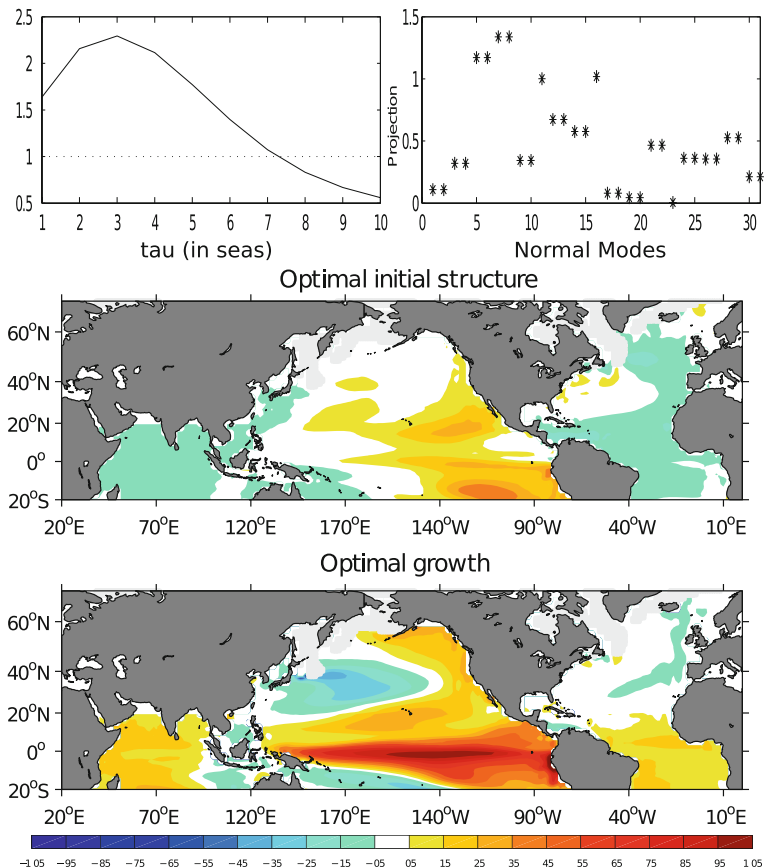 2.5
2
1.5
1
0.5
1 2 3 4 5 6 7 8 9 10
tau (in seas)
1.5
1
0.5
0
Projection
0 5 10 15 20 25 30
Normal Modes
Optimal initial structure
60°N
40°N
20°N
0°
20°S
20°E 70°E 120°E 170°E 140°W 90°W 40°W 10°E
Optimal growth
60°N
40°N
20°N
0°
20°S
20°E 70°E 120°E 170°E 140°W 90°W 40°W 10°E
−105 −95 −85 −75 −65 −55 −45 −35 −25 −15 −05 05 15 25 35 45 55 65 75 85 95 105